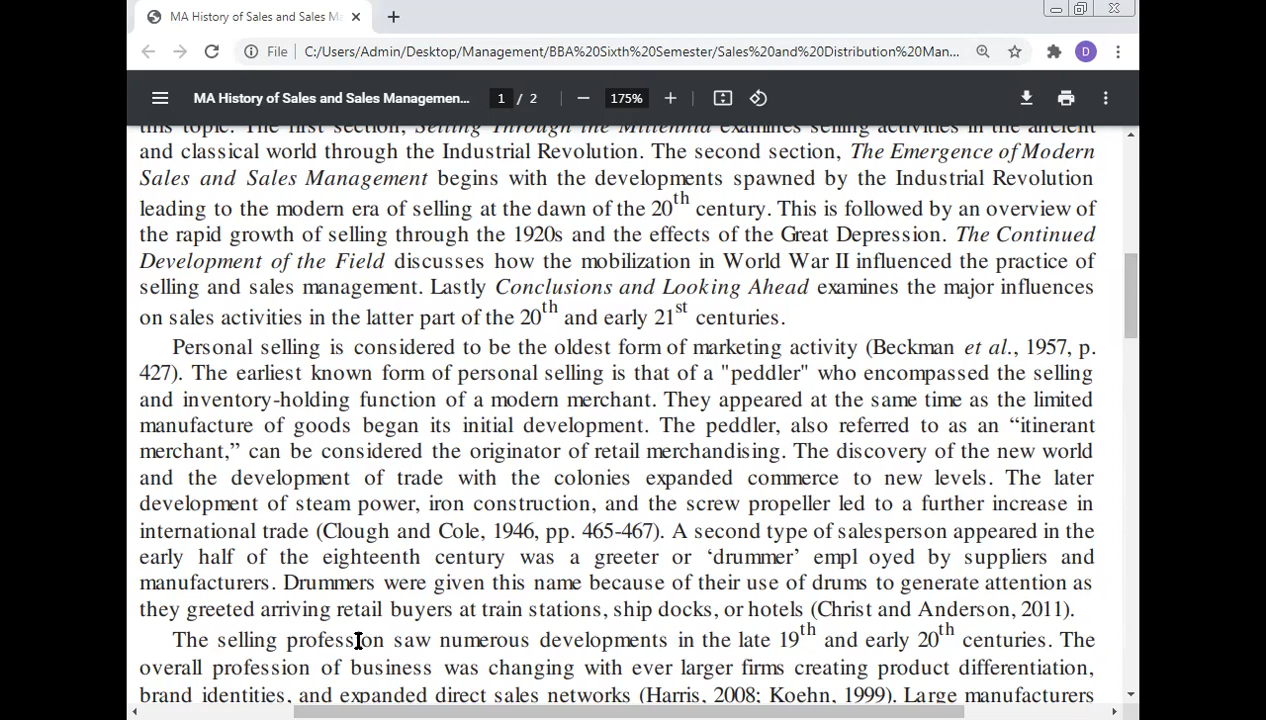 MA History of Sales and Sales Ma
File C:/Users/Admin/Desktop/Management/BBA%20Sixth%20Semester/Sales%20and%20Distribution%20Man... D
MA History of Sales and Sales Managemen... 1 / 2 175%
this topic. The first section, Selling Through the Millennia examines selling activities in the ancient
and classical world through the Industrial Revolution. The second section, The Emergence of Modern
Sales and Sales Management begins with the developments spawned by the Industrial Revolution
leading to the modern era of selling at the dawn of the 20th century. This is followed by an overview of
the rapid growth of selling through the 1920s and the effects of the Great Depression. The Continued
Development of the Field discusses how the mobilization in World War II influenced the practice of
selling and sales management. Lastly Conclusions and Looking Ahead examines the major influences
on sales activities in the latter part of the 20th and early 21st centuries.
Personal selling is considered to be the oldest form of marketing activity (Beckman et al., 1957, p.
427). The earliest known form of personal selling is that of a "peddler" who encompassed the selling
and inventory-holding function of a modern merchant. They appeared at the same time as the limited
manufacture of goods began its initial development. The peddler, also referred to as an “itinerant
merchant,” can be considered the originator of retail merchandising. The discovery of the new world
and the development of trade with the colonies expanded commerce to new levels. The later
development of steam power, iron construction, and the screw propeller led to a further increase in
international trade (Clough and Cole, 1946, pp. 465-467). A second type of salesperson appeared in the
early half of the eighteenth century was a greeter or ‘drummer’ empl oyed by suppliers and
manufacturers. Drummers were given this name because of their use of drums to generate attention as
they greeted arriving retail buyers at train stations, ship docks, or hotels (Christ and Anderson, 2011).
The selling profession saw numerous developments in the late 19th and early 20th centuries. The
overall profession of business was changing with ever larger firms creating product differentiation,
brand identities, and expanded direct sales networks (Harris, 2008; Koehn, 1999). Large manufacturers